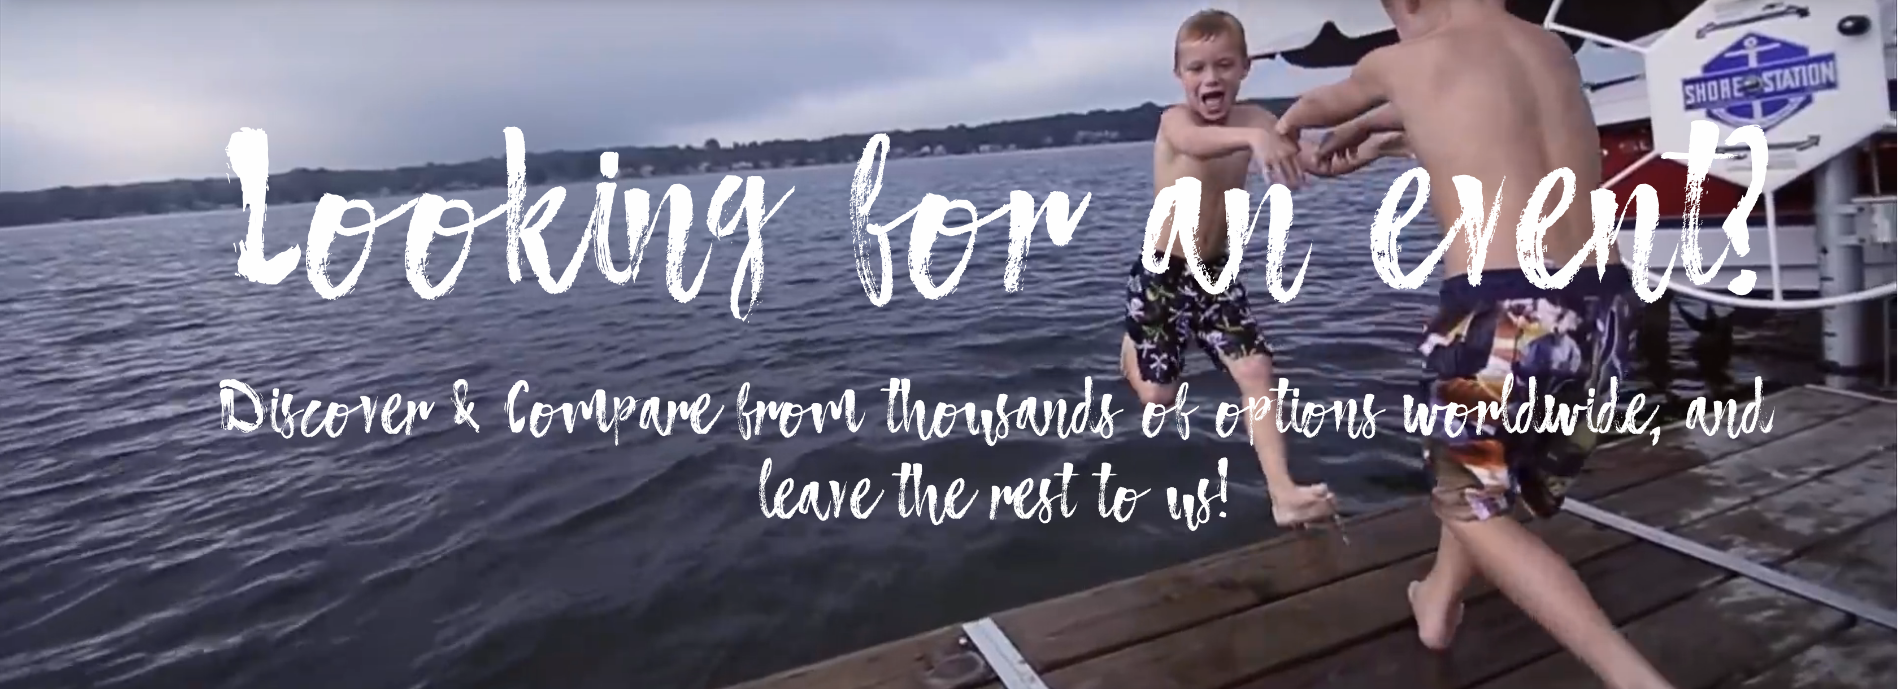 SHORE STATION
Looking for an event?
Discover & Compare from thousands of options worldwide, and
leave the rest to us!